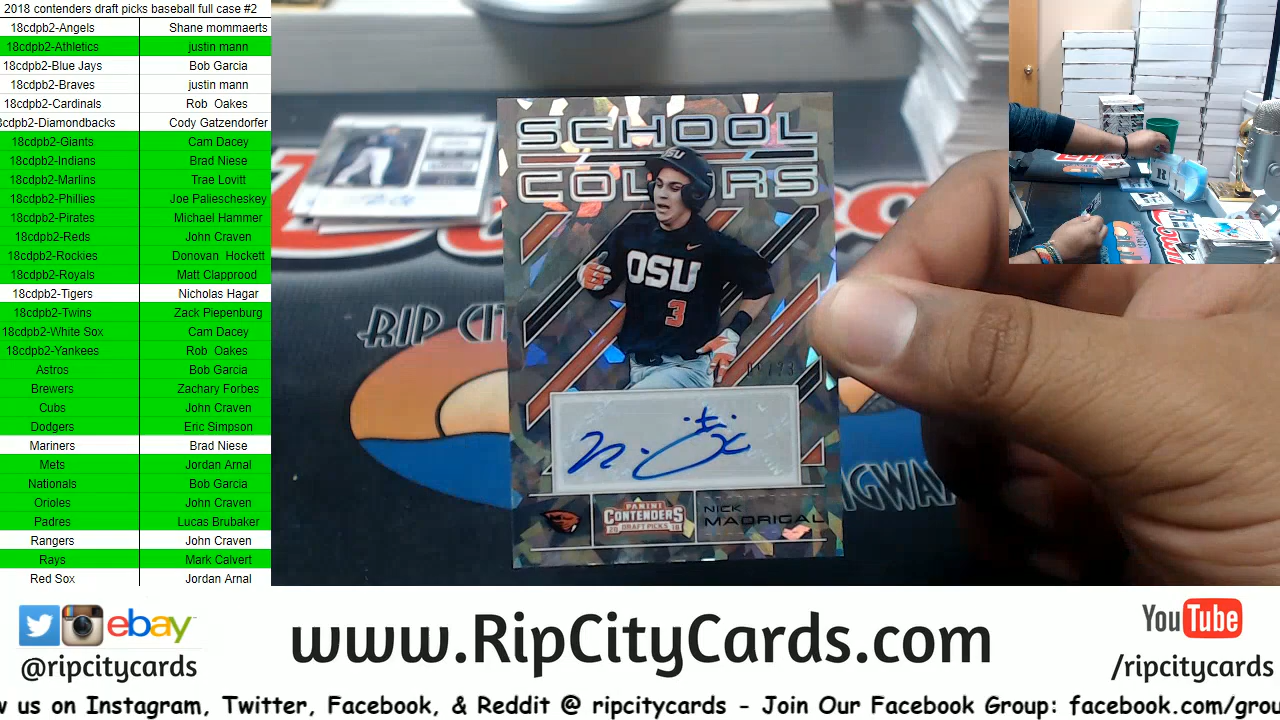 2018 contenders draft picks baseball full case #2
18cdpb2-Angels Shane mommaerts
18cdpb2-Athletics justin mann
18cdpb2-Blue Jays Bob Garcia
18cdpb2-Braves justin mann
18cdpb2-Cardinals Rob Oakes
cdpb2-Diamondbacks Cody Gatzendorfer
18cdpb2-Giants Cam Dacey
18cdpb2-Indians Brad Niese
18cdpb2-Marlins Trae Lovitt
18cdpb2-Phillies Joe Paliescheskey
18cdpb2-Pirates Michael Hammer
18cdpb2-Reds John Craven
18cdpb2-Rockies Donovan Hockett
18cdpb2-Royals Matt Clapprood
18cdpb2-Tigers Nicholas Hagar
18cdpb2-Twins Zack Piepenburg
18cdpb2-White Sox Cam Dacey
18cdpb2-Yankees Rob Oakes
Astros Bob Garcia
Brewers Zachary Forbes
Cubs John Craven
Dodgers Eric Simpson
Mariners Brad Niese
Mets Jordan Arnal
Nationals Bob Garcia
Orioles John Craven
Padres Lucas Brubaker
Rangers John Craven
Rays Mark Calvert
Red Sox Jordan Arnal
SCHOOL
COLORS
OSU
OSU
3
PANINI
CONTENDERS
DRAFT PICKS
NICK
MADRIGAL
RIP CIT
INGWA
ebay
@ripcitycards
www.RipCityCards.com
YouTube
/ripcitycards
w us on Instagram, Twitter, Facebook, & Reddit @ ripcitycards - Join Our Facebook Group: facebook.com/grou